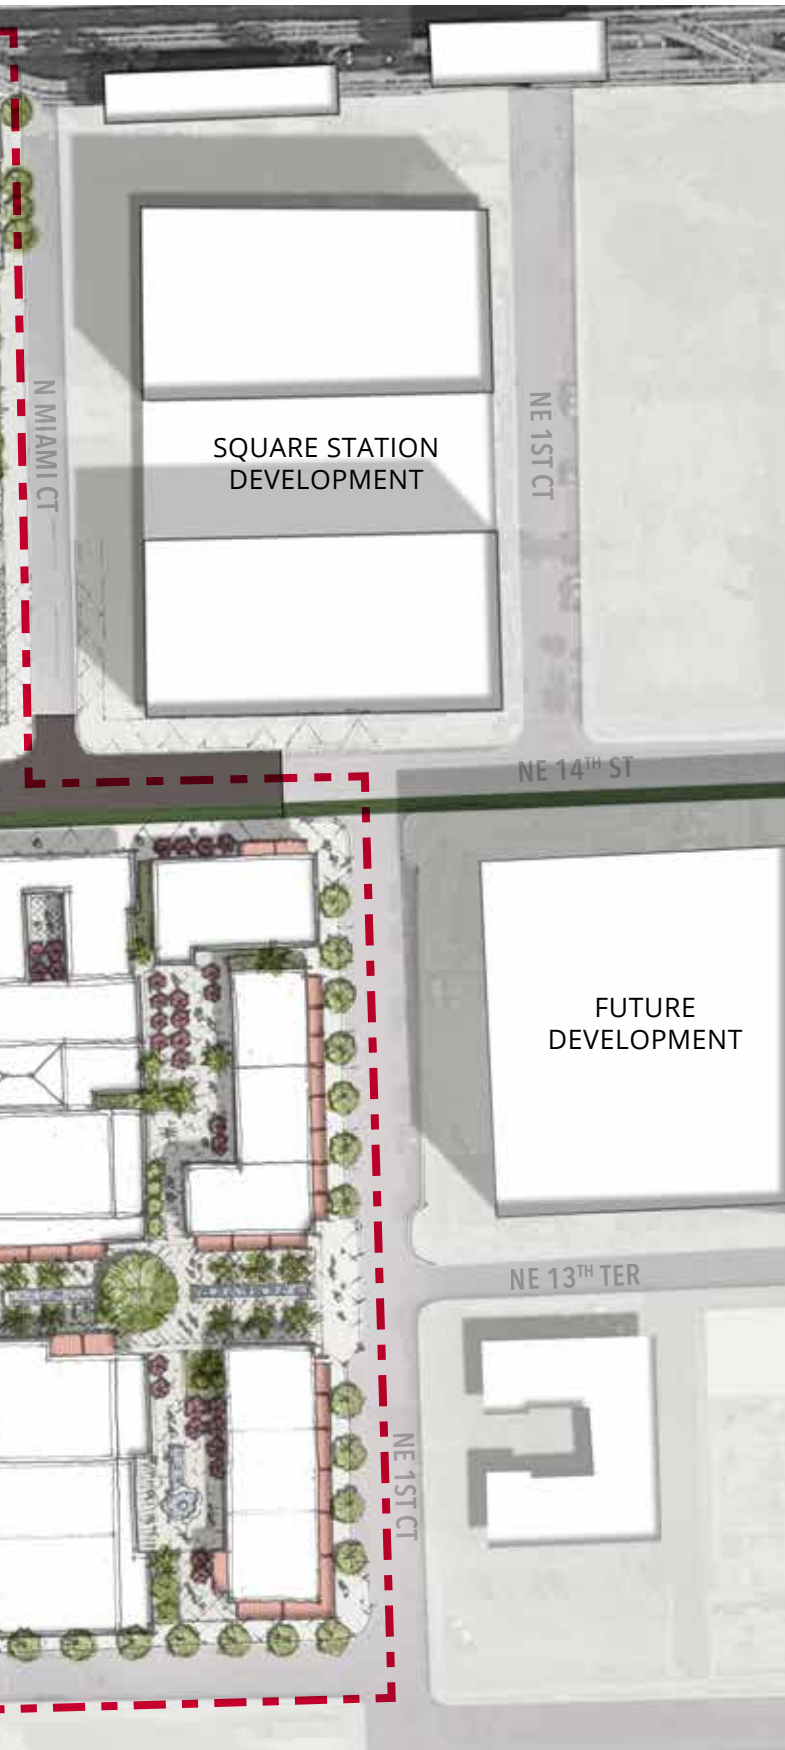 N MIAMI CT
NE 1ST CT
SQUARE STATION
DEVELOPMENT
NE 14TH ST
FUTURE
DEVELOPMENT
NE 13TH TER
NE 1ST CT